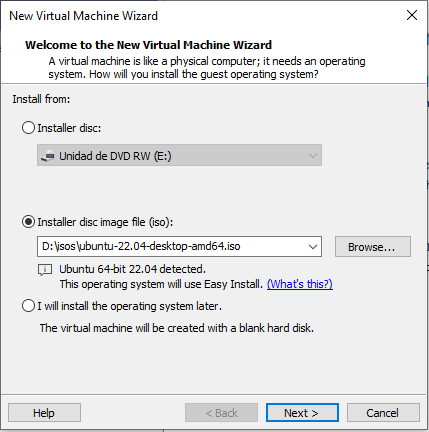 New Virtual Machine Wizard
Welcome to the New Virtual Machine Wizard
A virtual machine is like a physical computer; it needs an operating
system. How will you install the guest operating system?
Install from:
Installer disc:
Unidad de DVD RW (E:)
Installer disc image file (iso):
D:\isos\ubuntu-22.04-desktop-amd64.iso
Browse...
Ubuntu 64-bit 22.04 detected.
This operating system will use Easy Install. (What's this?)
I will install the operating system later.
The virtual machine will be created with a blank hard disk.
Help
< Back
Next >
Cancel